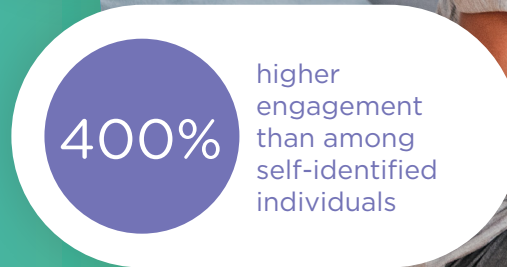 400%
higher
engagement
than among
self-identified
individuals